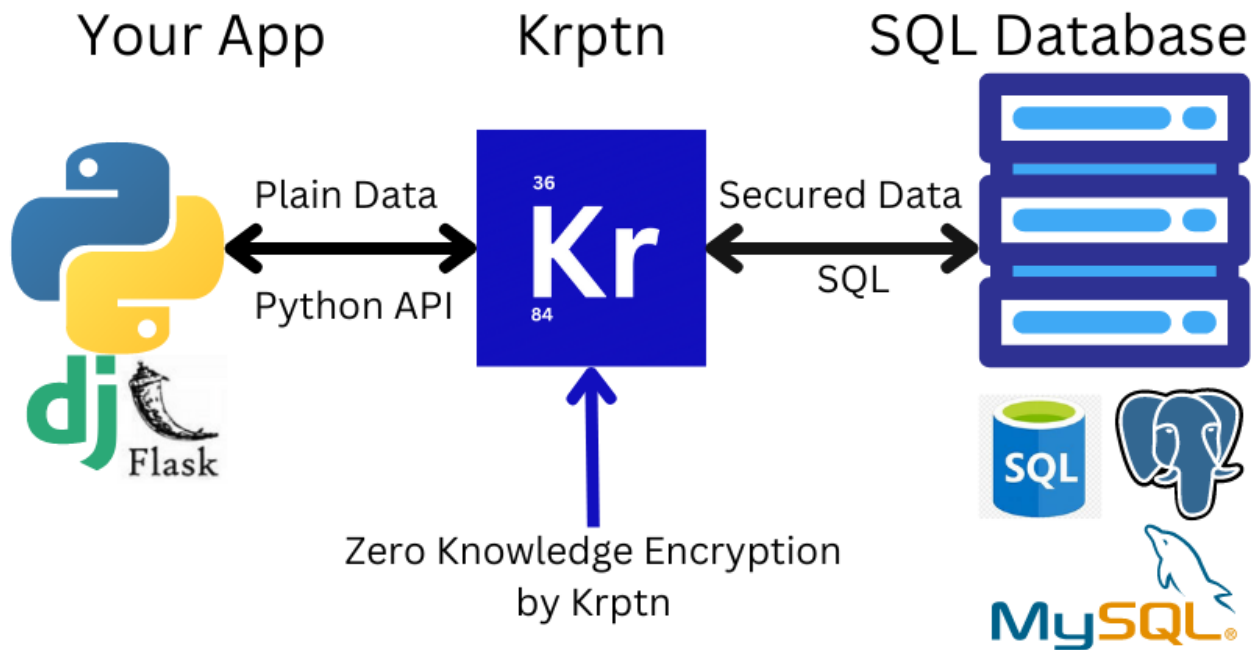 Your App
Krptn
SQL Database
Plain Data
Python API
36
Kr
84
Secured Data
SQL
dj
Flask
SQL
MySQL®
Zero Knowledge Encryption
by Krptn